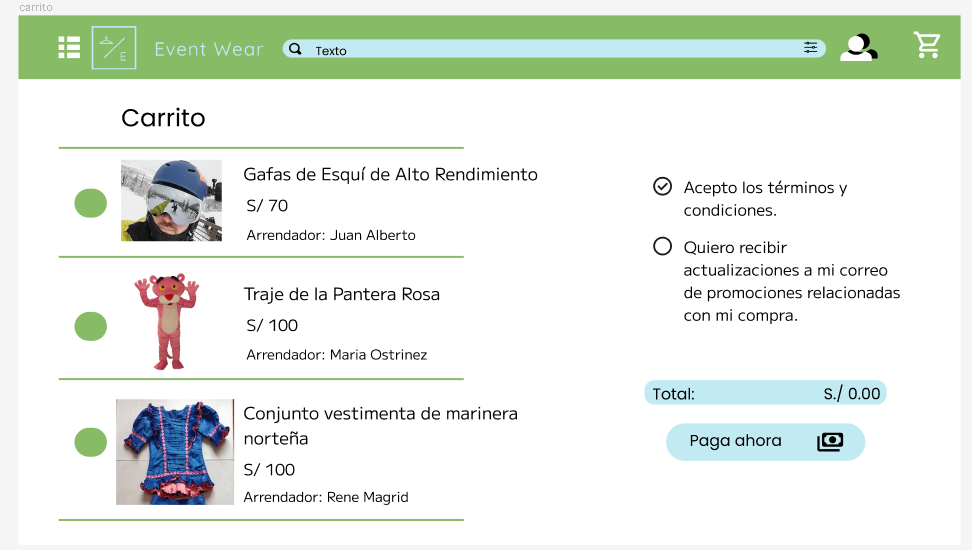 carrito
E
Event Wear
Texto
Carrito
Gafas de Esquí de Alto Rendimiento
S/ 70
Arrendador: Juan Alberto
Traje de la Pantera Rosa
S/ 100
Arrendador: Maria Ostrinez
Conjunto vestimenta de marinera
norteña
S/ 100
Arrendador: Rene Magrid
Acepto los términos y
condiciones.
Quiero recibir
actualizaciones a mi correo
de promociones relacionadas
con mi compra.
Total: S./ 0.00
Paga ahora